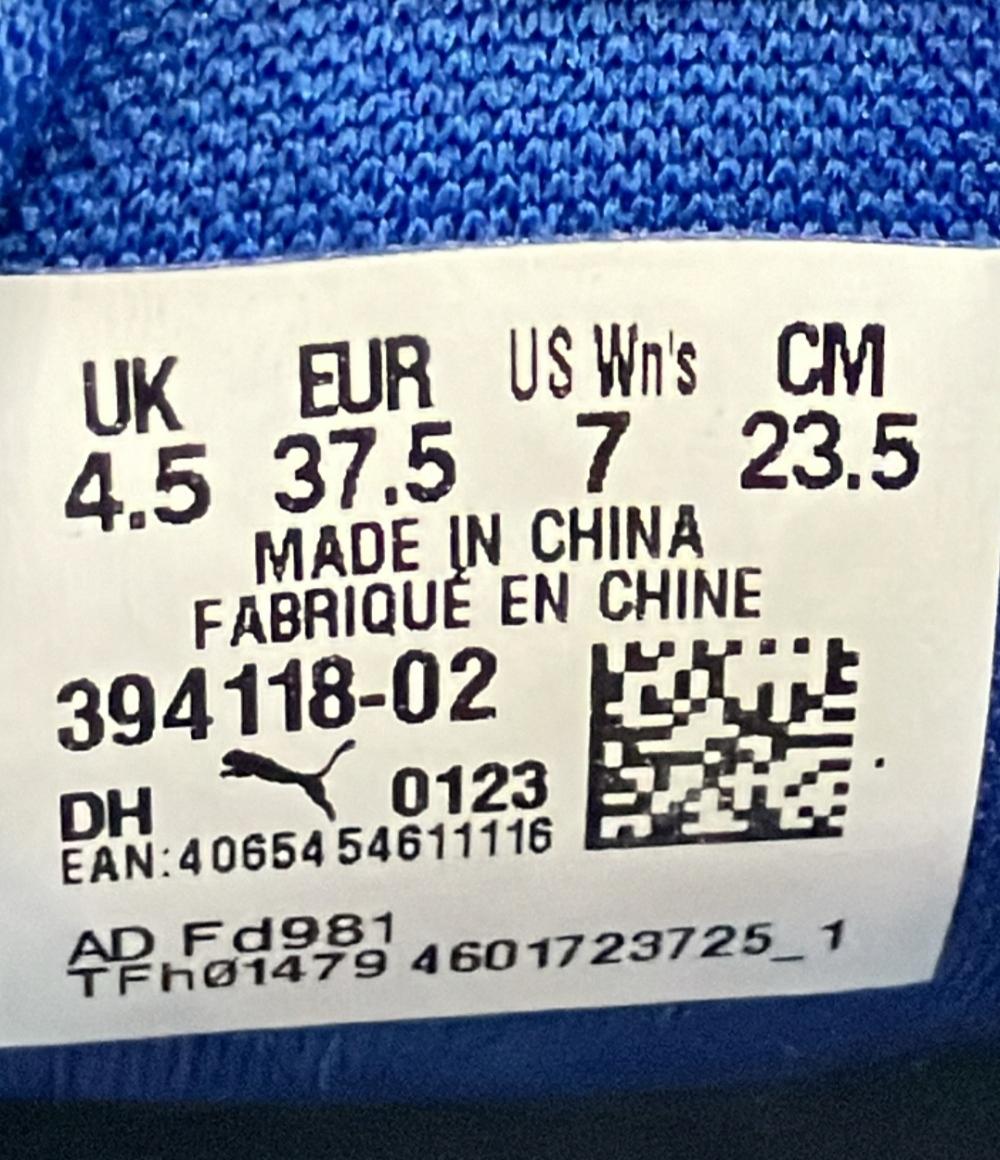 UK EUR US Wn's CM
4.5 37.5 7 23.5
MADE IN CHINA
FABRIQUÉ EN CHINE
394118-02
DH 0123
EAN:4065454611116
AD Fd981
TFh01479 4601723725_1